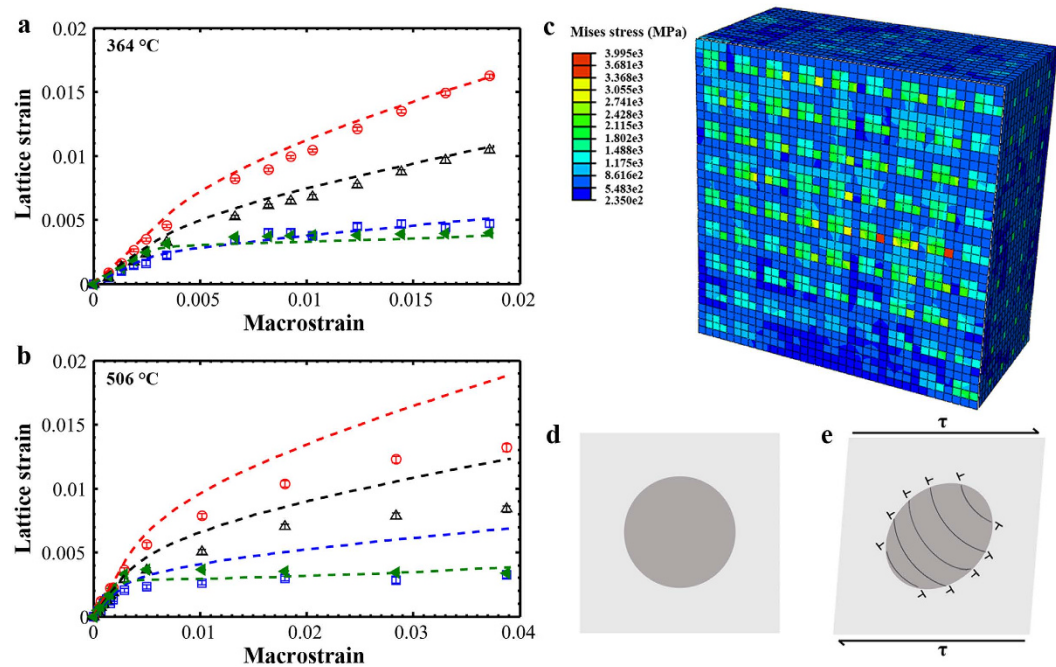 a
364 °C
0.02
0.015
0.01
0.005
0
Lattice strain
0.005
0.01
0.015
0.02
Macrostrain
b
506 °C
0.02
0.015
0.01
0.005
0
Lattice strain
0
0.01
0.02
0.03
0.04
Macrostrain
c
Mises stress (MPa)
3.995e3
3.681e3
3.368e3
3.055e3
2.741e3
2.428e3
2.115e3
1.802e3
1.488e3
1.175e3
8.616e2
5.483e2
2.350e2
d
e
τ
τ